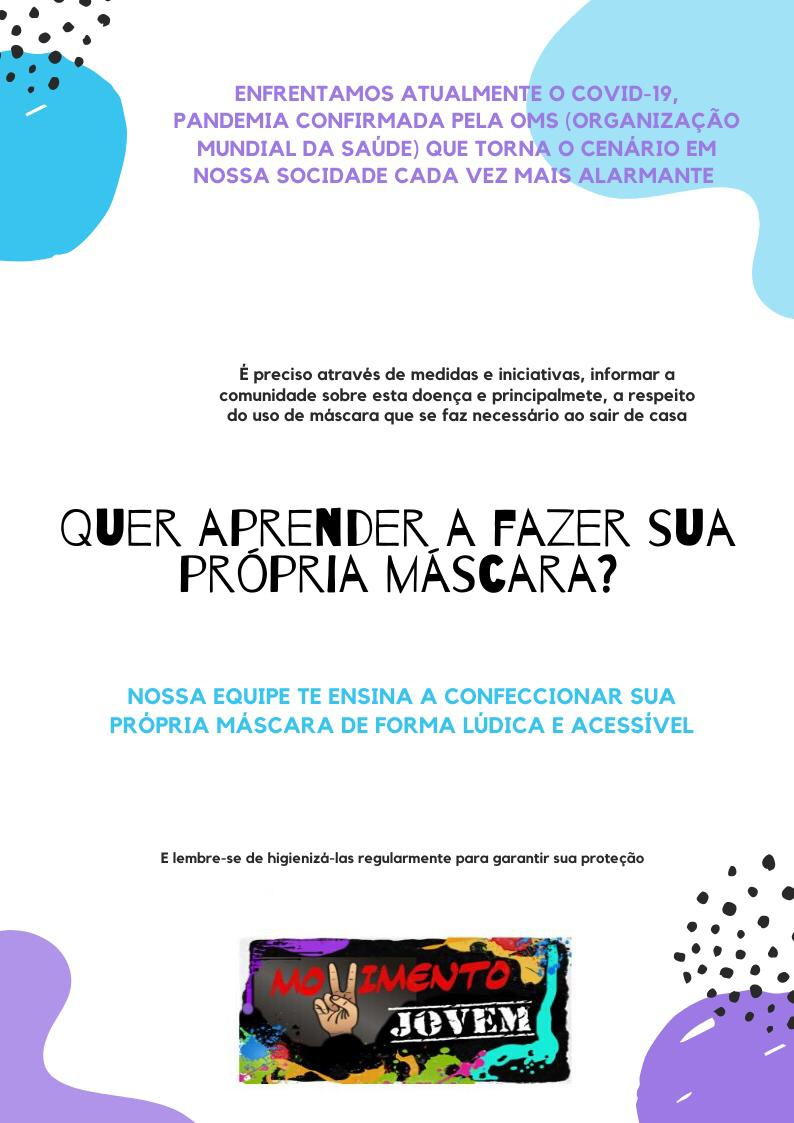 ENFRENTAMOS ATUALMENTE O COVID-19,
PANDEMIA CONFIRMADA PELA OMS (ORGANIZAÇÃO
MUNDIAL DA SAÚDE) QUE TORNA O CENÁRIO EM
NOSSA SOCIDADE CADA VEZ MAIS ALARMANTE
É preciso através de medidas e iniciativas, informar a
comunidade sobre esta doença e principalmete, a respeito
do uso de máscara que se faz necessário ao sair de casa
QUER APRENDER A FAZER SUA
PRÓPRIA MÁSCARA?
NOSSA EQUIPE TE ENSINA A CONFECCIONAR SUA
PRÓPRIA MÁSCARA DE FORMA LÚDICA E ACESSÍVEL
E lembre-se de higienizá-las regularmente para garantir sua proteção
MOVIMENTO
JOVEM